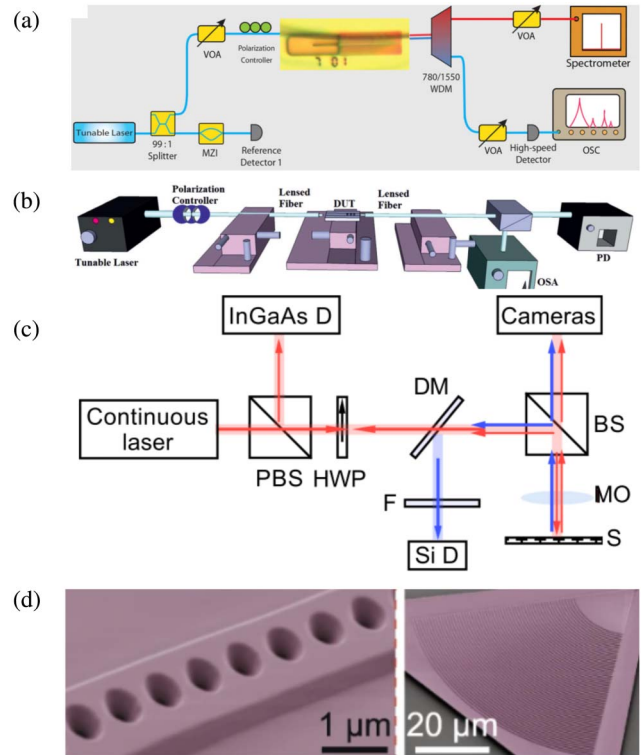 (a)
VOA
Polarization
Controller
7 01
780/1550
WDM
VOA
Spectrometer
Tunable Laser
99 : 1
Splitter
MZI
Reference
Detector 1
VOA
High-speed
Detector
OSC
(b)
Polarization
Controller
Lensed
Fiber
DUT
Lensed
Fiber
Tunable Laser
OSA
PD
(c)
InGaAs D
Cameras
Continuous
laser
PBS
HWP
DM
BS
F
MO
Si D
S
(d)
1 μm
20 μm